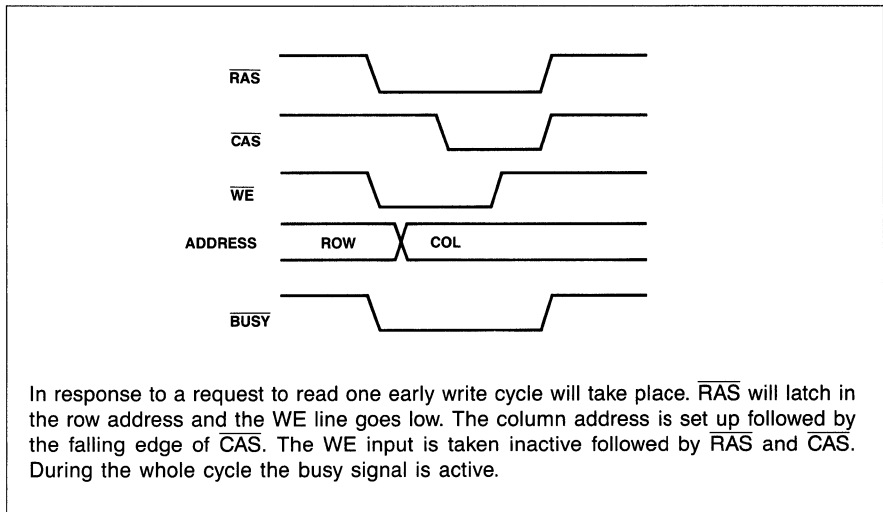 RAS
CAS
WE
ADDRESS ROW COL
BUSY
In response to a request to read one early write cycle will take place. RAS will latch in
the row address and the WE line goes low. The column address is set up followed by
the falling edge of CAS. The WE input is taken inactive followed by RAS and CAS.
During the whole cycle the busy signal is active.